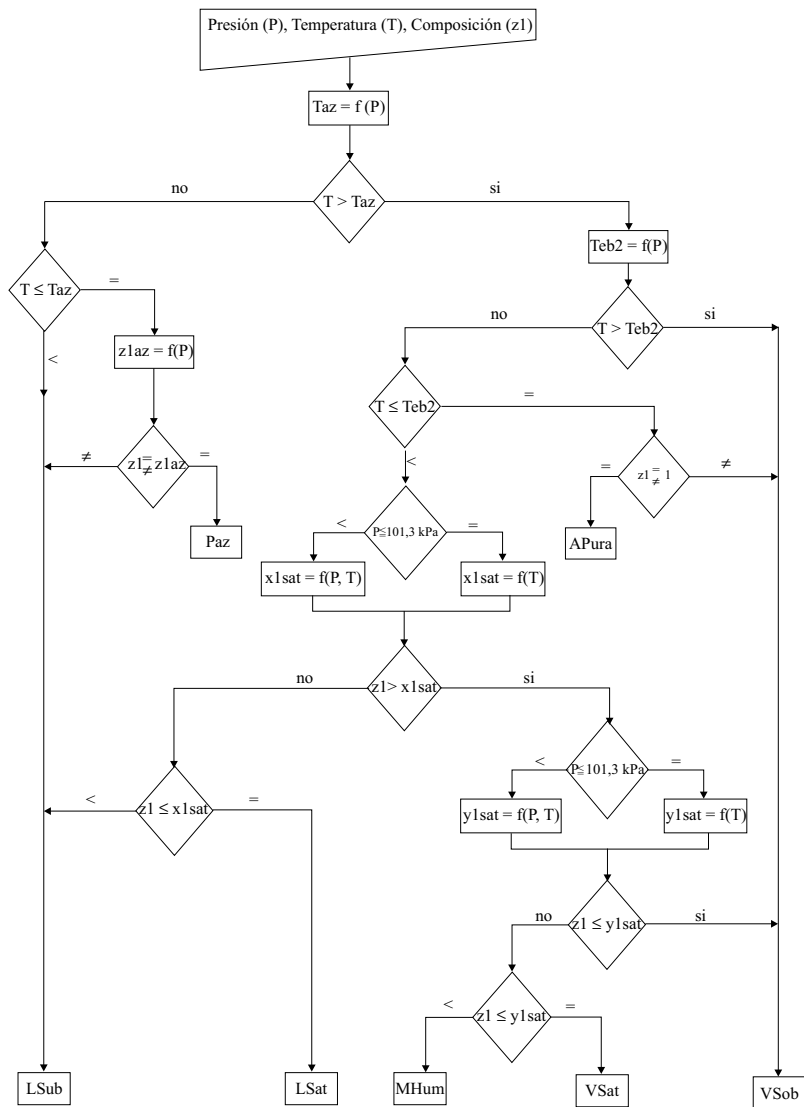 Presión (P), Temperatura (T), Composición (z1)
Taz = f (P)
no
T > Taz
si
Teb2 = f(P)
T ≤ Taz
=
no
T > Teb2
si
z1az = f(P)
<
T ≤ Teb2
=
≠
z1 =≠ z1az
=
<
=
z1 =≠ 1
≠
Paz
<
P≦101,3 kPa
=
APura
x1sat = f(P, T)
x1sat = f(T)
no
z1> x1sat
si
<
P≦101,3 kPa
=
<
z1 ≤ x1sat
=
y1sat = f(P, T)
y1sat = f(T)
no
z1 ≤ y1sat
si
<
z1 ≤ y1sat
=
LSub
LSat
MHum
VSat
VSob